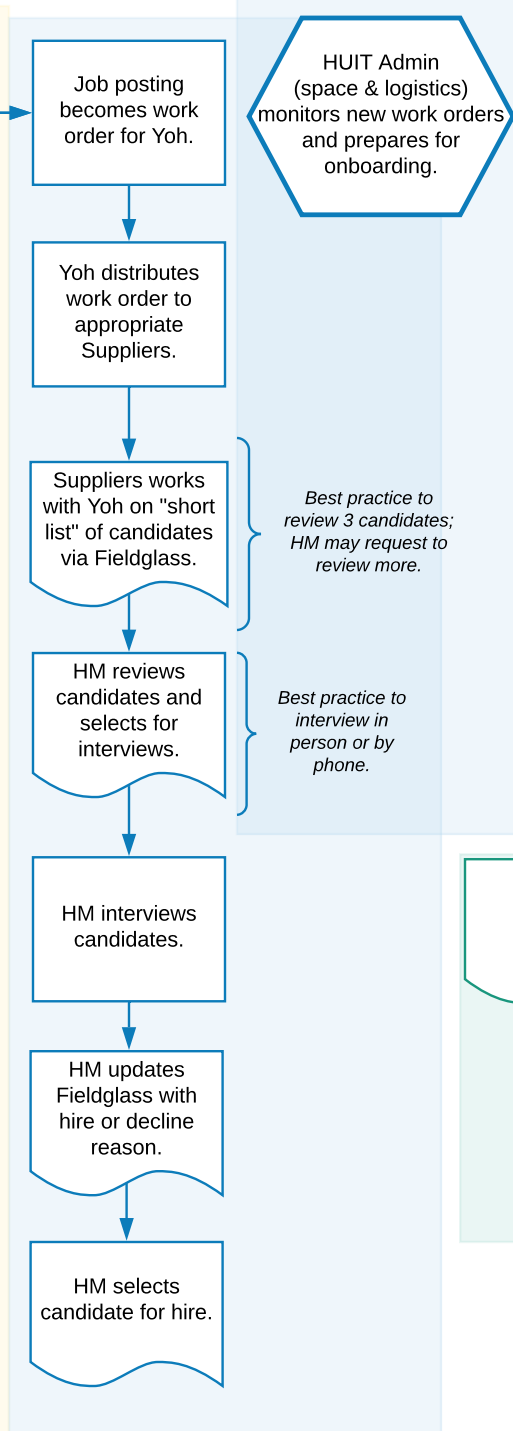 Job posting
becomes work
order for Yoh.
HUIT Admin
(space & logistics)
monitors new work orders
and prepares for
onboarding.
Yoh distributes
work order to
appropriate
Suppliers.
Suppliers works
with Yoh on "short
list" of candidates
via Fieldglass.
Best practice to
review 3 candidates;
HM may request to
review more.
HM reviews
candidates and
selects for
interviews.
Best practice to
interview in
person or by
phone.
HM interviews
candidates.
HM updates
Fieldglass with
hire or decline
reason.
HM selects
candidate for hire.